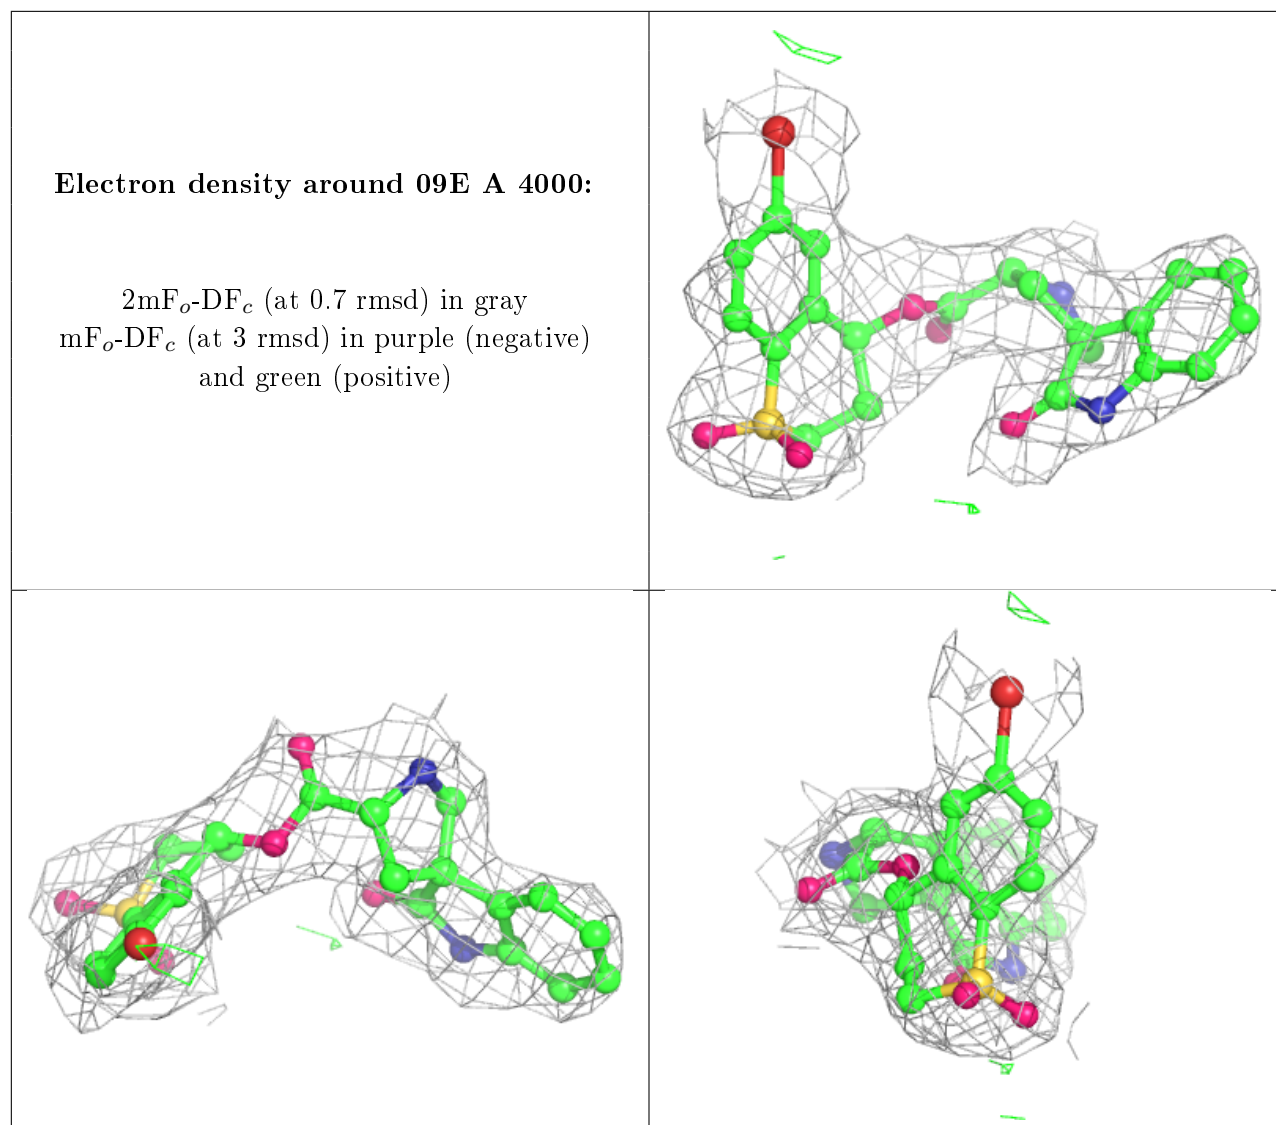 Electron density around 09E A 4000:
2mFo-DFc (at 0.7 rmsd) in gray
mFo-DFc (at 3 rmsd) in purple (negative)
and green (positive)